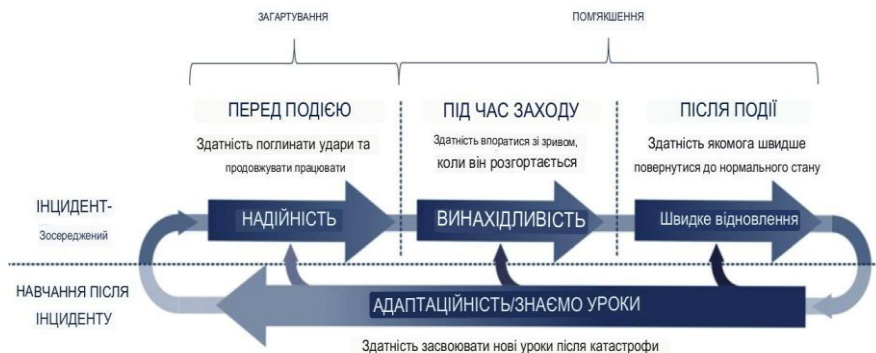 ЗАГАРТУВАННЯ
ПОМ'ЯКШЕННЯ
ПЕРЕД ПОДІЄЮ
Здатність поглинати удари та
продовжувати працювати
ПІД ЧАС ЗАХОДУ
Здатність впоратися зі зривом,
коли він розгортається
ПІСЛЯ ПОДІЇ
Здатність якомога швидше
повернутися до нормального стану
ІНЦИДЕНТ-
Зосереджений
НАДІЙНІСТЬ
ВИНАХІДЛИВІСТЬ
Швидке відновлення
НАВЧАННЯ ПІСЛЯ
ІНЦИДЕНТУ
АДАПТАЦІЙНІСТЬ/ЗНАЄМО УРОКИ
Здатність засвоювати нові уроки після катастрофи